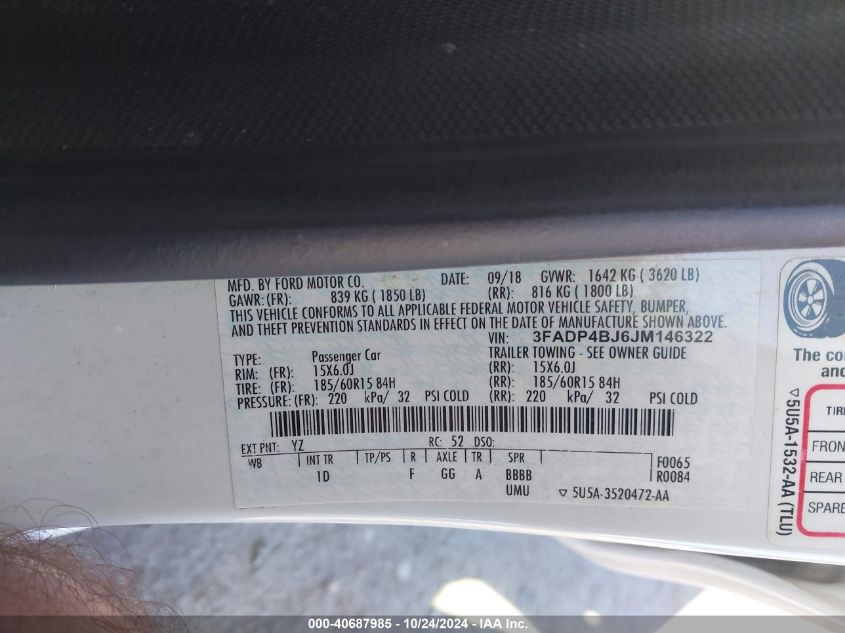 MFD. BY FORD MOTOR CO. DATE: 09/18 GVWR: 1642 KG ( 3620 LB)
GAWR:(FR): 839 KG ( 1850 LB) (RR): 816 KG ( 1800 LB)
THIS VEHICLE CONFORMS TO ALL APPLICABLE FEDERAL MOTOR VEHICLE SAFETY, BUMPER,
AND THEFT PREVENTION STANDARDS IN EFFECT ON THE DATE OF MANUFACTURE SHOWN ABOVE.
VIN: 3FADP4BJ6JM146322
TYPE: Passenger Car TRAILER TOWING - SEE OWNER GUIDE
RIM: (FR): 15X6.0J (RR): 15X6.0J
TIRE: (FR): 185/60R15 84H (RR): 185/60R15 84H
PRESSURE:(FR): 220 kPa/ 32 PSI COLD (RR): 220 kPa/ 32 PSI COLD
EXT PNT: YZ RC: 52 DSO:
WB INT TR TP/PS R AXLE TR SPR F0065
1D F GG A BBBB R0084
UMU ▽ 5U5A-3520472-AA
The co
and
▽5U5A-1532-AA (TLU)
TIR
FRON
REAR
SPARE
000-40687985 - 10/24/2024 - IAA Inc.